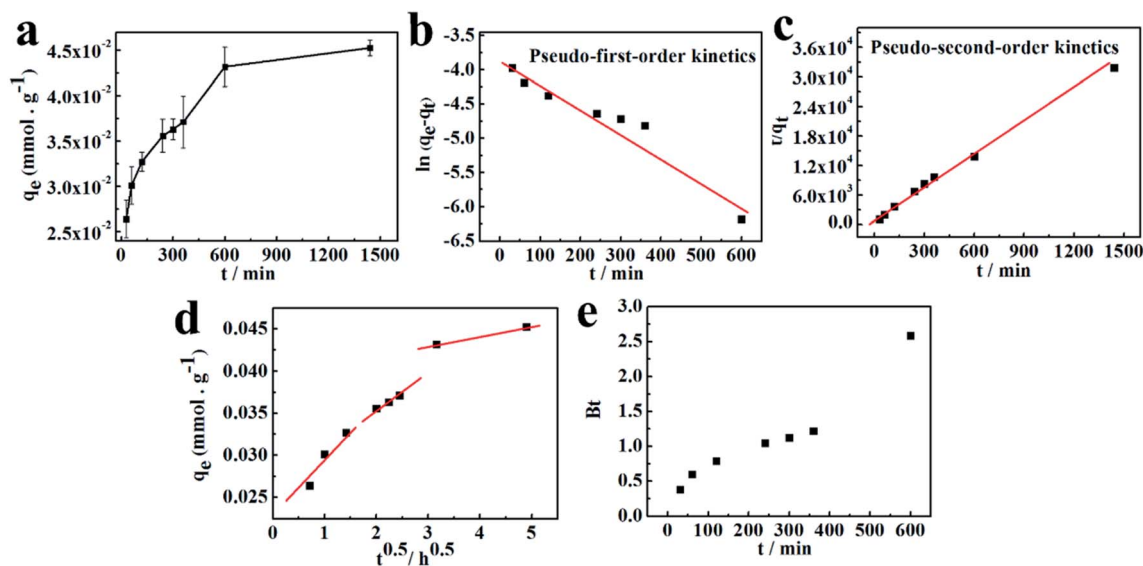 a
4.5x10⁻²
4.0x10⁻²
3.5x10⁻²
3.0x10⁻²
2.5x10⁻²
qₑ (mmol . g⁻¹)
0 300 600 900 1200 1500
t / min
b
-3.5
-4.0
-4.5
-5.0
-5.5
-6.0
-6.5
ln (qₑ-qₜ)
Pseudo-first-order kinetics
0 100 200 300 400 500 600
t / min
c
3.6x10⁴
3.0x10⁴
2.4x10⁴
1.8x10⁴
1.2x10⁴
6.0x10³
0.0
t/qₜ
Pseudo-second-order kinetics
0 300 600 900 1200 1500
t / min
d
0.045
0.040
0.035
0.030
0.025
qₑ (mmol . g⁻¹)
0 1 2 3 4 5
t⁰·⁵/ h⁰·⁵
e
3.0
2.5
2.0
1.5
1.0
0.5
0.0
Bt
0 100 200 300 400 500 600
t / min